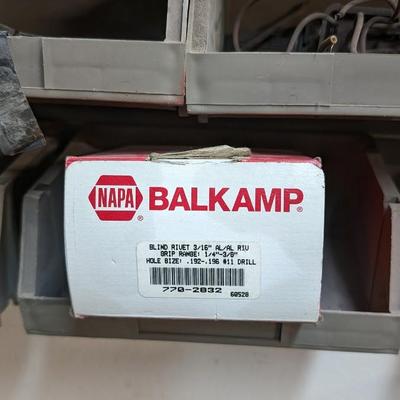 NAPA BALKAMP®
BLIND RIVET 3/16" AL/AL RIV
GRIP RANGE: 1/4"-3/8"
HOLE SIZE: .192-.196 #11 DRILL
770-2832
60528